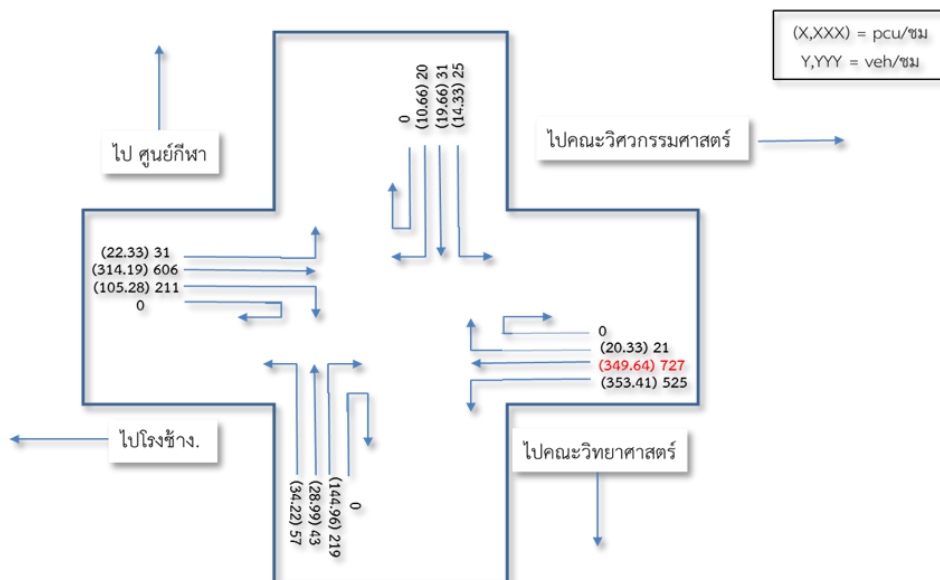 (X,XXX) = pcu/ชม
Y,YYY = veh/ชม
0
(10.66) 20
(19.66) 31
(14.33) 25
ไป ศูนย์กีฬา
ไปคณะวิศวกรรมศาสตร์
(22.33) 31
(314.19) 606
(105.28) 211
0
0
(20.33) 21
(349.64) 727
(353.41) 525
ไปโรงช้าง.
ไปคณะวิทยาศาสตร์
(34.22) 57
(28.99) 43
(144.96) 219
0